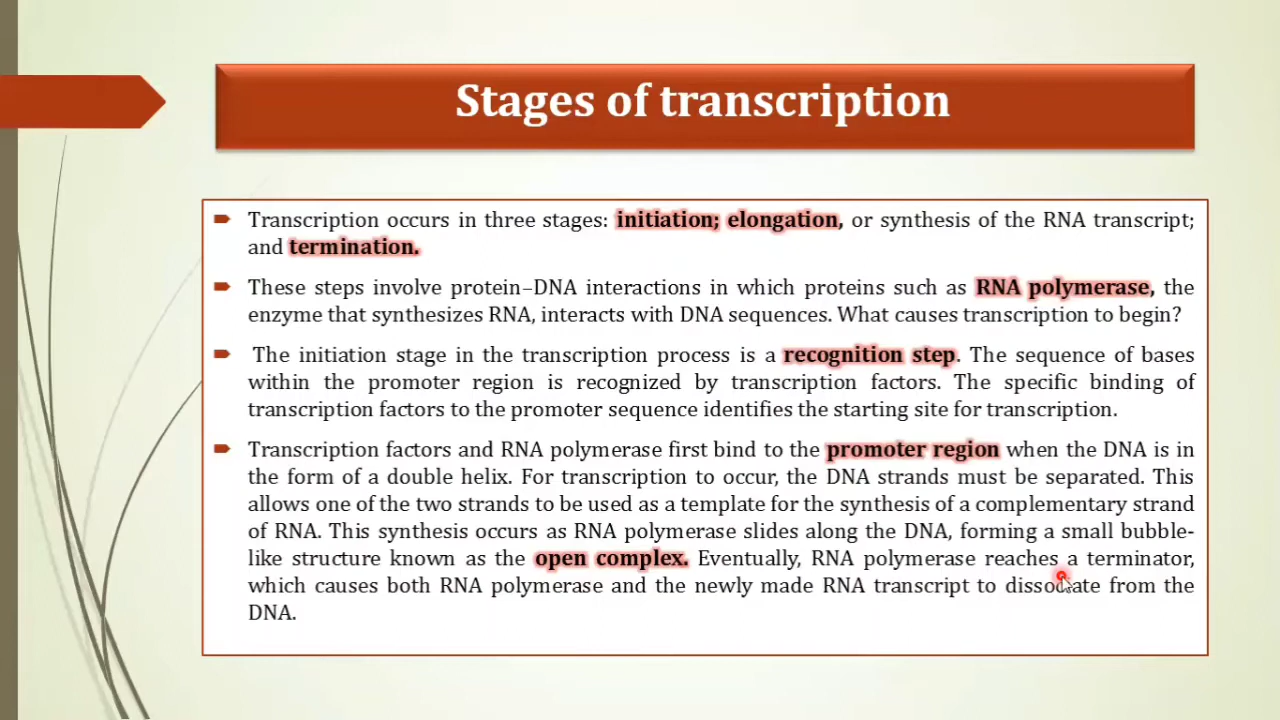 Stages of transcription
Transcription occurs in three stages: initiation; elongation, or synthesis of the RNA transcript;
and termination.
These steps involve protein–DNA interactions in which proteins such as RNA polymerase, the
enzyme that synthesizes RNA, interacts with DNA sequences. What causes transcription to begin?
The initiation stage in the transcription process is a recognition step. The sequence of bases
within the promoter region is recognized by transcription factors. The specific binding of
transcription factors to the promoter sequence identifies the starting site for transcription.
Transcription factors and RNA polymerase first bind to the promoter region when the DNA is in
the form of a double helix. For transcription to occur, the DNA strands must be separated. This
allows one of the two strands to be used as a template for the synthesis of a complementary strand
of RNA. This synthesis occurs as RNA polymerase slides along the DNA, forming a small bubble-
like structure known as the open complex. Eventually, RNA polymerase reaches a terminator,
which causes both RNA polymerase and the newly made RNA transcript to dissociate from the
DNA.